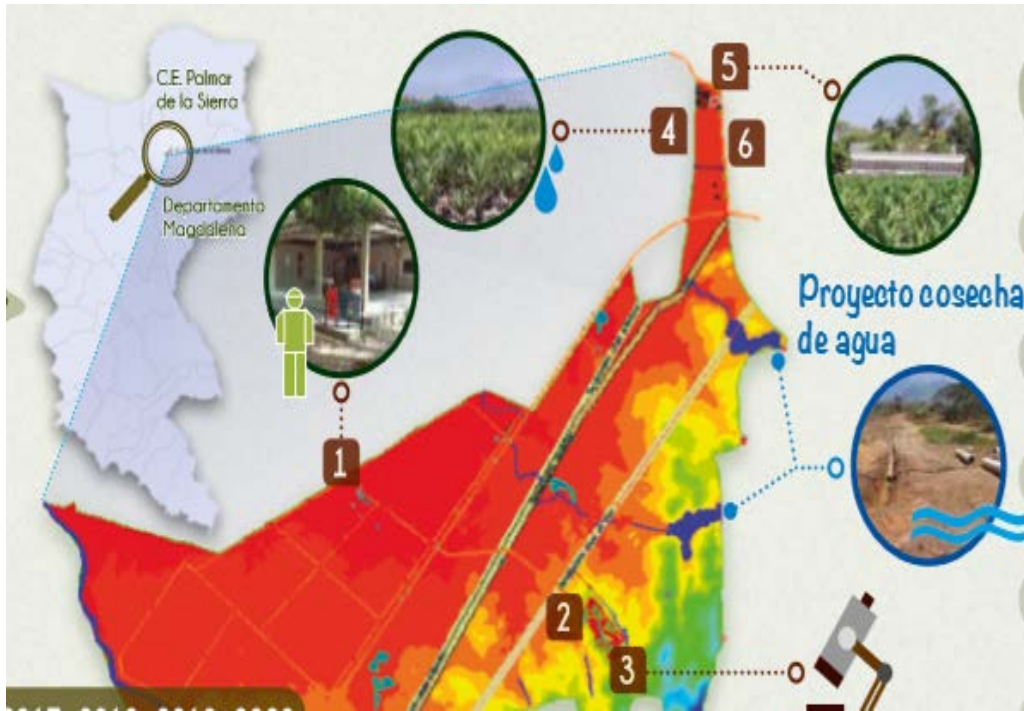 C.E. Palmar
de la Sierra
Departamento
Magdalena
4
5
6
1
Proyecto cosecha
de agua
2
3